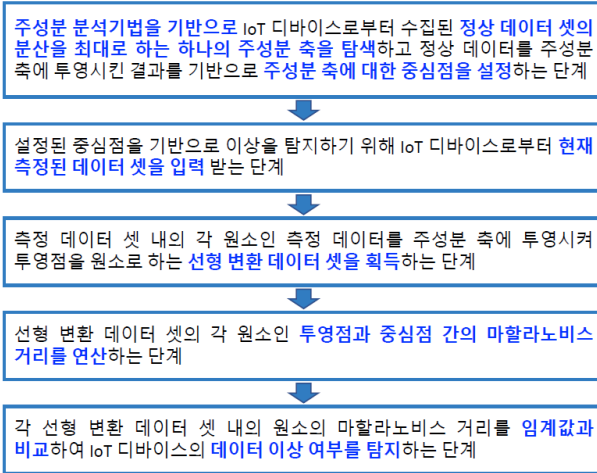 주성분 분석기법을 기반으로 IoT 디바이스로부터 수집된 정상 데이터 셋의
분산을 최대로 하는 하나의 주성분 축을 탐색하고 정상 데이터를 주성분
축에 투영시킨 결과를 기반으로 주성분 축에 대한 중심점을 설정하는 단계
설정된 중심점을 기반으로 이상을 탐지하기 위해 IoT 디바이스로부터 현재
측정된 데이터 셋을 입력 받는 단계
측정 데이터 셋 내의 각 원소인 측정 데이터를 주성분 축에 투영시켜
투영점을 원소로 하는 선형 변환 데이터 셋을 획득하는 단계
선형 변환 데이터 셋의 각 원소인 투영점과 중심점 간의 마할라노비스
거리를 연산하는 단계
각 선형 변환 데이터 셋 내의 원소의 마할라노비스 거리를 임계값과
비교하여 IoT 디바이스의 데이터 이상 여부를 탐지하는 단계